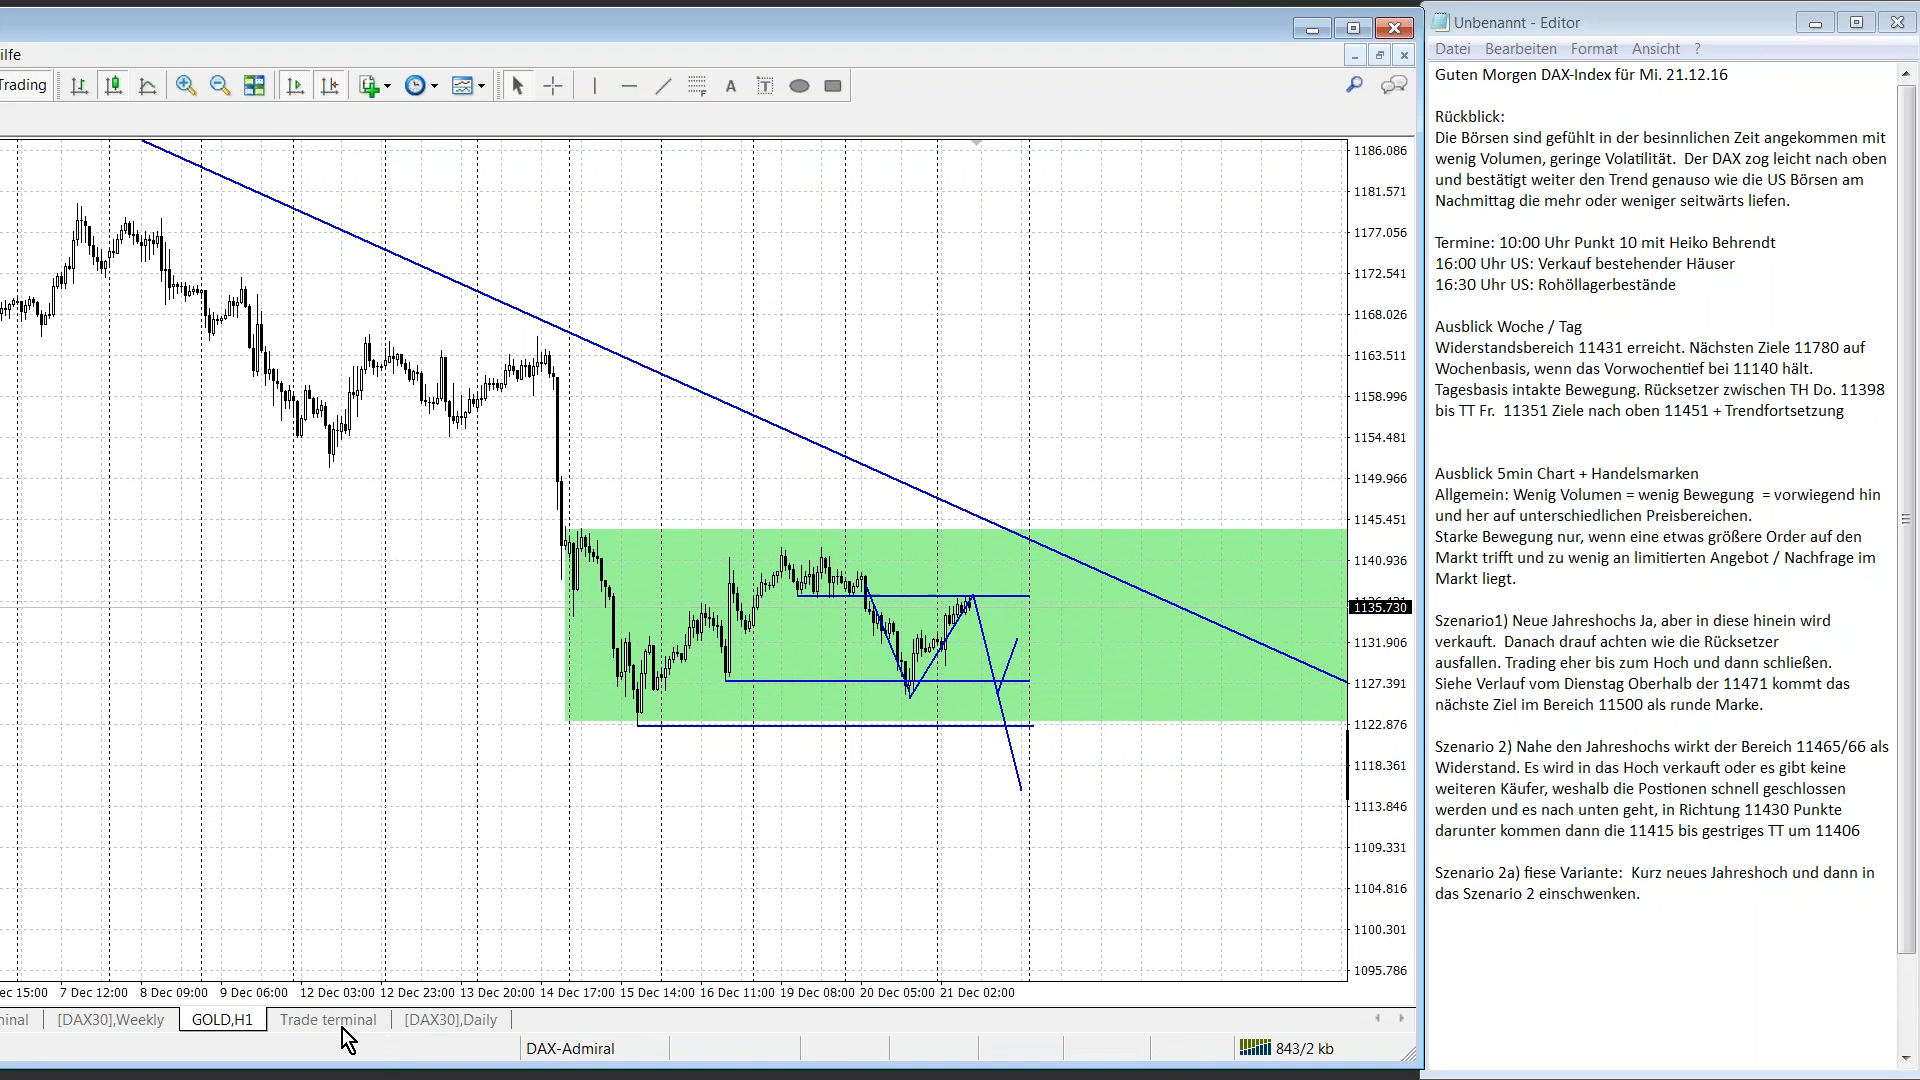 Unbenannt - Editor
ilfe
Datei Bearbeiten Format Ansicht ?
Trading
A
T
F
Guten Morgen DAX-Index für Mi. 21.12.16
Rückblick:
Die Börsen sind gefühlt in der besinnlichen Zeit angekommen mit
wenig Volumen, geringe Volatilität. Der DAX zog leicht nach oben
und bestätigt weiter den Trend genauso wie die US Börsen am
Nachmittag die mehr oder weniger seitwärts liefen.
Termine: 10:00 Uhr Punkt 10 mit Heiko Behrendt
16:00 Uhr US: Verkauf bestehender Häuser
16:30 Uhr US: Rohöllagerbestände
Ausblick Woche / Tag
Widerstandsbereich 11431 erreicht. Nächsten Ziele 11780 auf
Wochenbasis, wenn das Vorwochentief bei 11140 hält.
Tagesbasis intakte Bewegung. Rücksetzer zwischen TH Do. 11398
bis TT Fr. 11351 Ziele nach oben 11451 + Trendfortsetzung
Ausblick 5min Chart + Handelsmarken
Allgemein: Wenig Volumen = wenig Bewegung = vorwiegend hin
und her auf unterschiedlichen Preisbereichen.
Starke Bewegung nur, wenn eine etwas größere Order auf den
Markt trifft und zu wenig an limitierten Angebot / Nachfrage im
Markt liegt.
Szenario1) Neue Jahreshochs Ja, aber in diese hinein wird
verkauft. Danach drauf achten wie die Rücksetzer
ausfallen. Trading eher bis zum Hoch und dann schließen.
Siehe Verlauf vom Dienstag Oberhalb der 11471 kommt das
nächste Ziel im Bereich 11500 als runde Marke.
Szenario 2) Nahe den Jahreshochs wirkt der Bereich 11465/66 als
Widerstand. Es wird in das Hoch verkauft oder es gibt keine
weiteren Käufer, weshalb die Postionen schnell geschlossen
werden und es nach unten geht, in Richtung 11430 Punkte
darunter kommen dann die 11415 bis gestriges TT um 11406
Szenario 2a) fiese Variante: Kurz neues Jahreshoch und dann in
das Szenario 2 einschwenken.
1186.086
1181.571
1177.056
1172.541
1168.026
1163.511
1158.996
1154.481
1149.966
1145.451
1140.936
1135.730
1131.906
1127.391
1122.876
1118.361
1113.846
1109.331
1104.816
1100.301
1095.786
ec 15:00 7 Dec 12:00 8 Dec 09:00 9 Dec 06:00 12 Dec 03:00 12 Dec 23:00 13 Dec 20:00 14 Dec 17:00 15 Dec 14:00 16 Dec 11:00 19 Dec 08:00 20 Dec 05:00 21 Dec 02:00
inal [DAX30],Weekly GOLD,H1 Trade terminal [DAX30],Daily
DAX-Admiral 843/2 kb